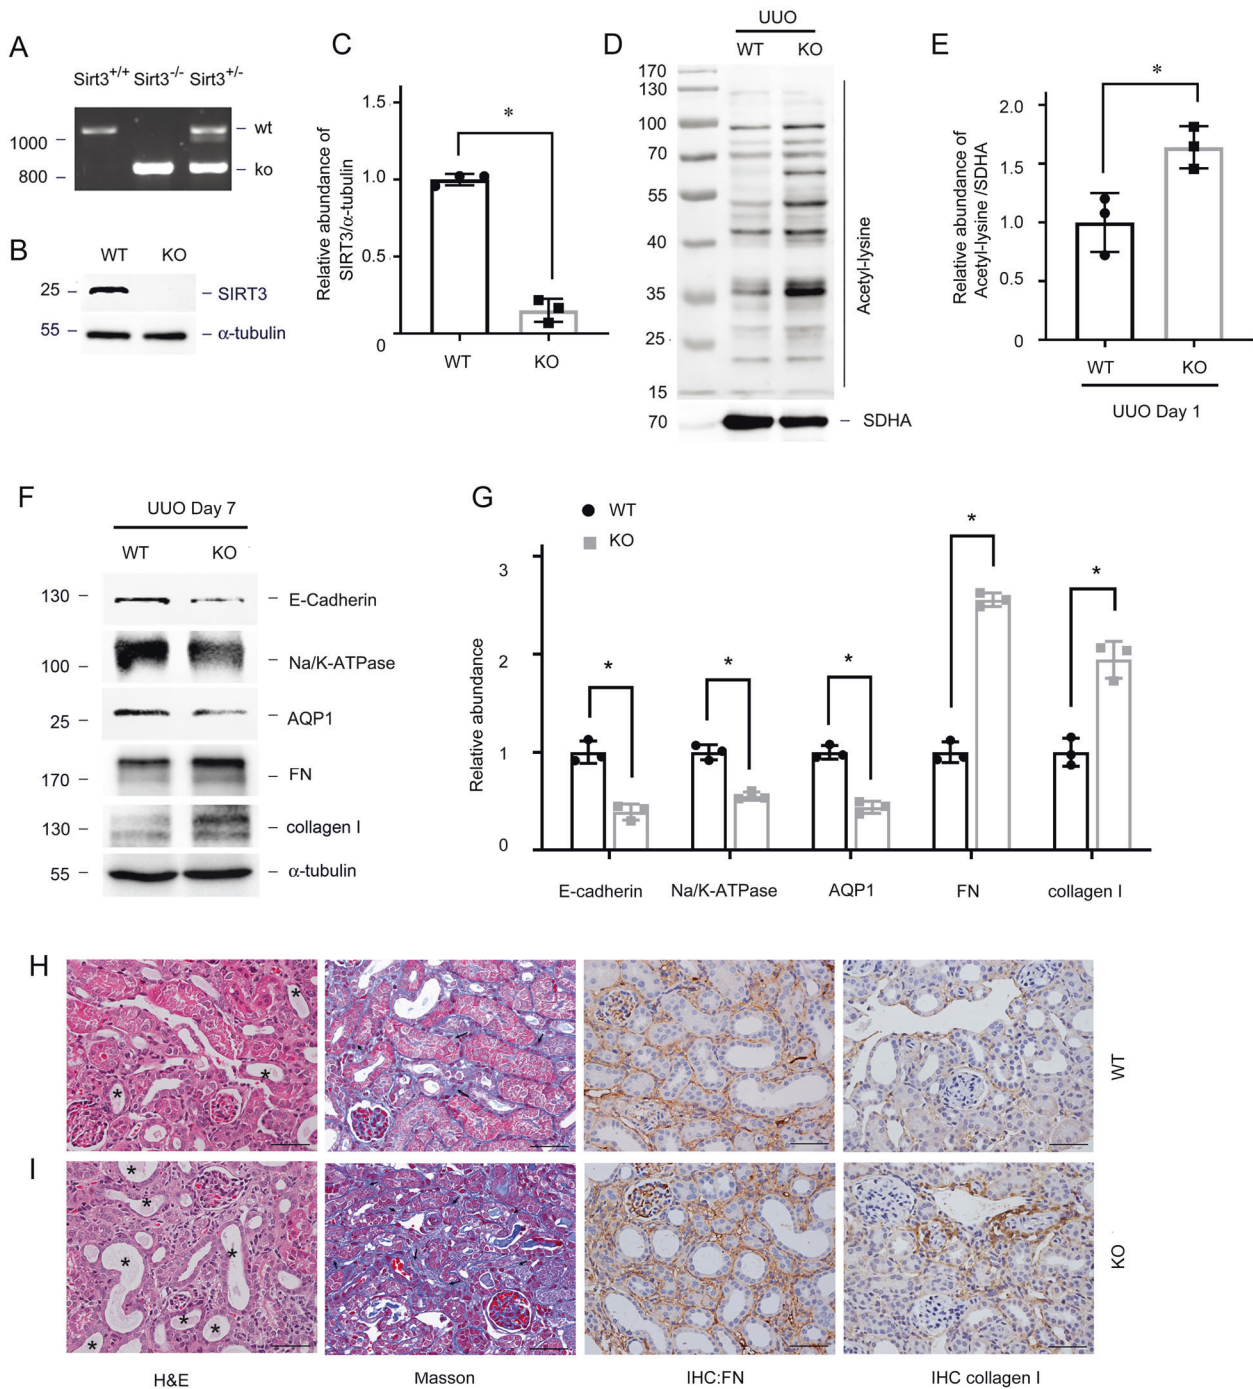 A
Sirt3+/+ Sirt3-/- Sirt3+/-
1000
800
wt
ko
B
WT KO
25
SIRT3
55
α-tubulin
C
Relative abundance of
SIRT3/α-tubulin
1.5
1.0
0.5
0
*
WT KO
D
UUO
WT KO
170
130
100
70
55
40
35
25
15
70
Acetyl-lysine
SDHA
E
Relative abundance of
Acetyl-lysine /SDHA
2.0
1.5
1.0
0.5
0
*
WT KO
UUO Day 1
F
UUO Day 7
WT KO
130
E-Cadherin
100
Na/K-ATPase
25
AQP1
170
FN
130
collagen I
55
α-tubulin
G
WT
KO
Relative abundance
3
2
1
0
* * * * *
E-cadherin Na/K-ATPase AQP1 FN collagen I
H
* * * *
WT
I
* * * * * * * *
KO
H&E Masson IHC:FN IHC collagen I